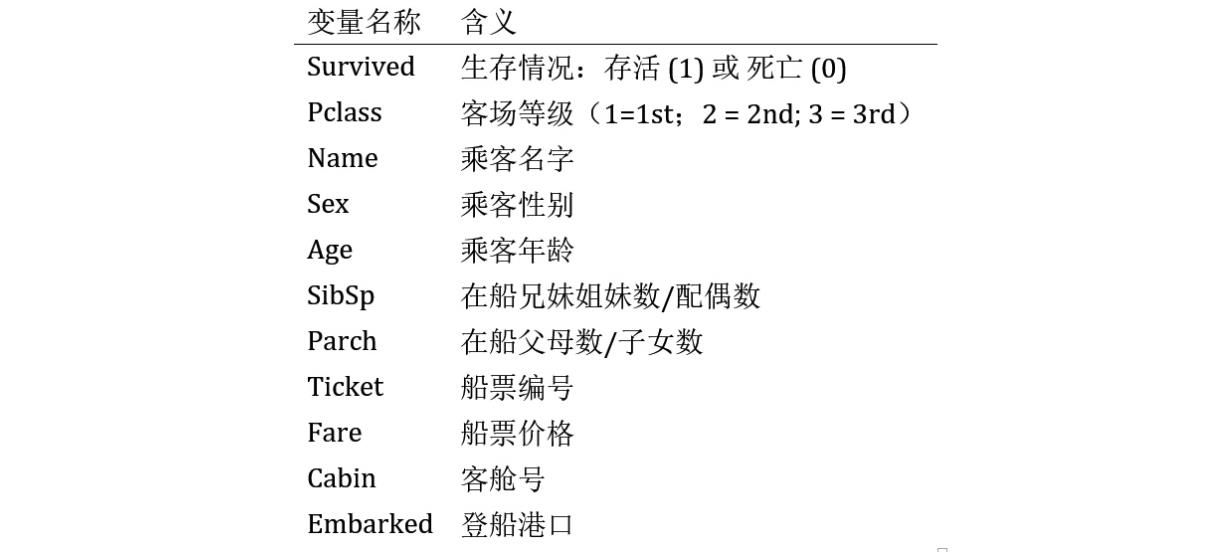 变量名称 含义
Survived 生存情况：存活 (1) 或 死亡 (0)
Pclass 客场等级（1=1st；2 = 2nd; 3 = 3rd）
Name 乘客名字
Sex 乘客性别
Age 乘客年龄
SibSp 在船兄妹姐妹数/配偶数
Parch 在船父母数/子女数
Ticket 船票编号
Fare 船票价格
Cabin 客舱号
Embarked 登船港口